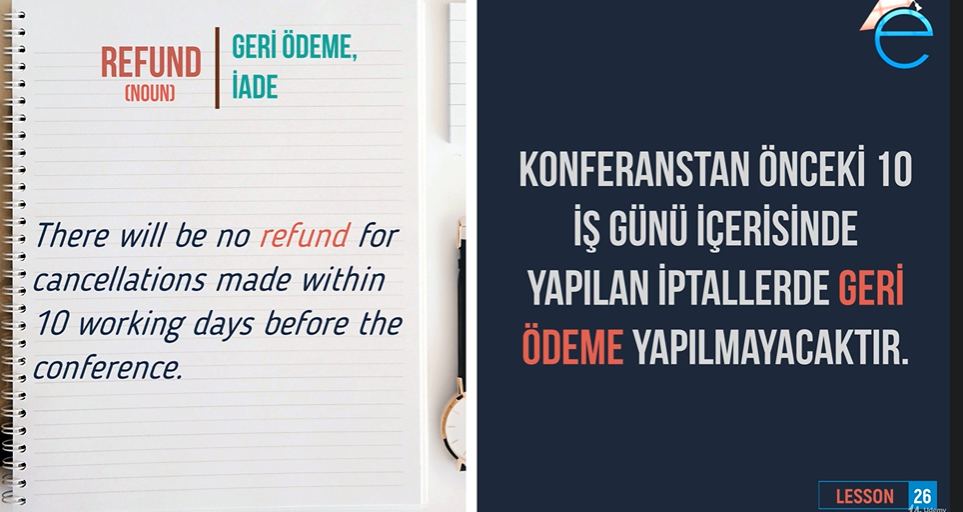 REFUND
(NOUN)
GERİ ÖDEME,
İADE
There will be no refund for
cancellations made within
10 working days before the
conference.
KONFERANSTAN ÖNCEKİ 10
İŞ GÜNÜ İÇERİSİNDE
YAPILAN İPTALLERDE GERİ
ÖDEME YAPILMAYACAKTIR.
LESSON 26
Udemy